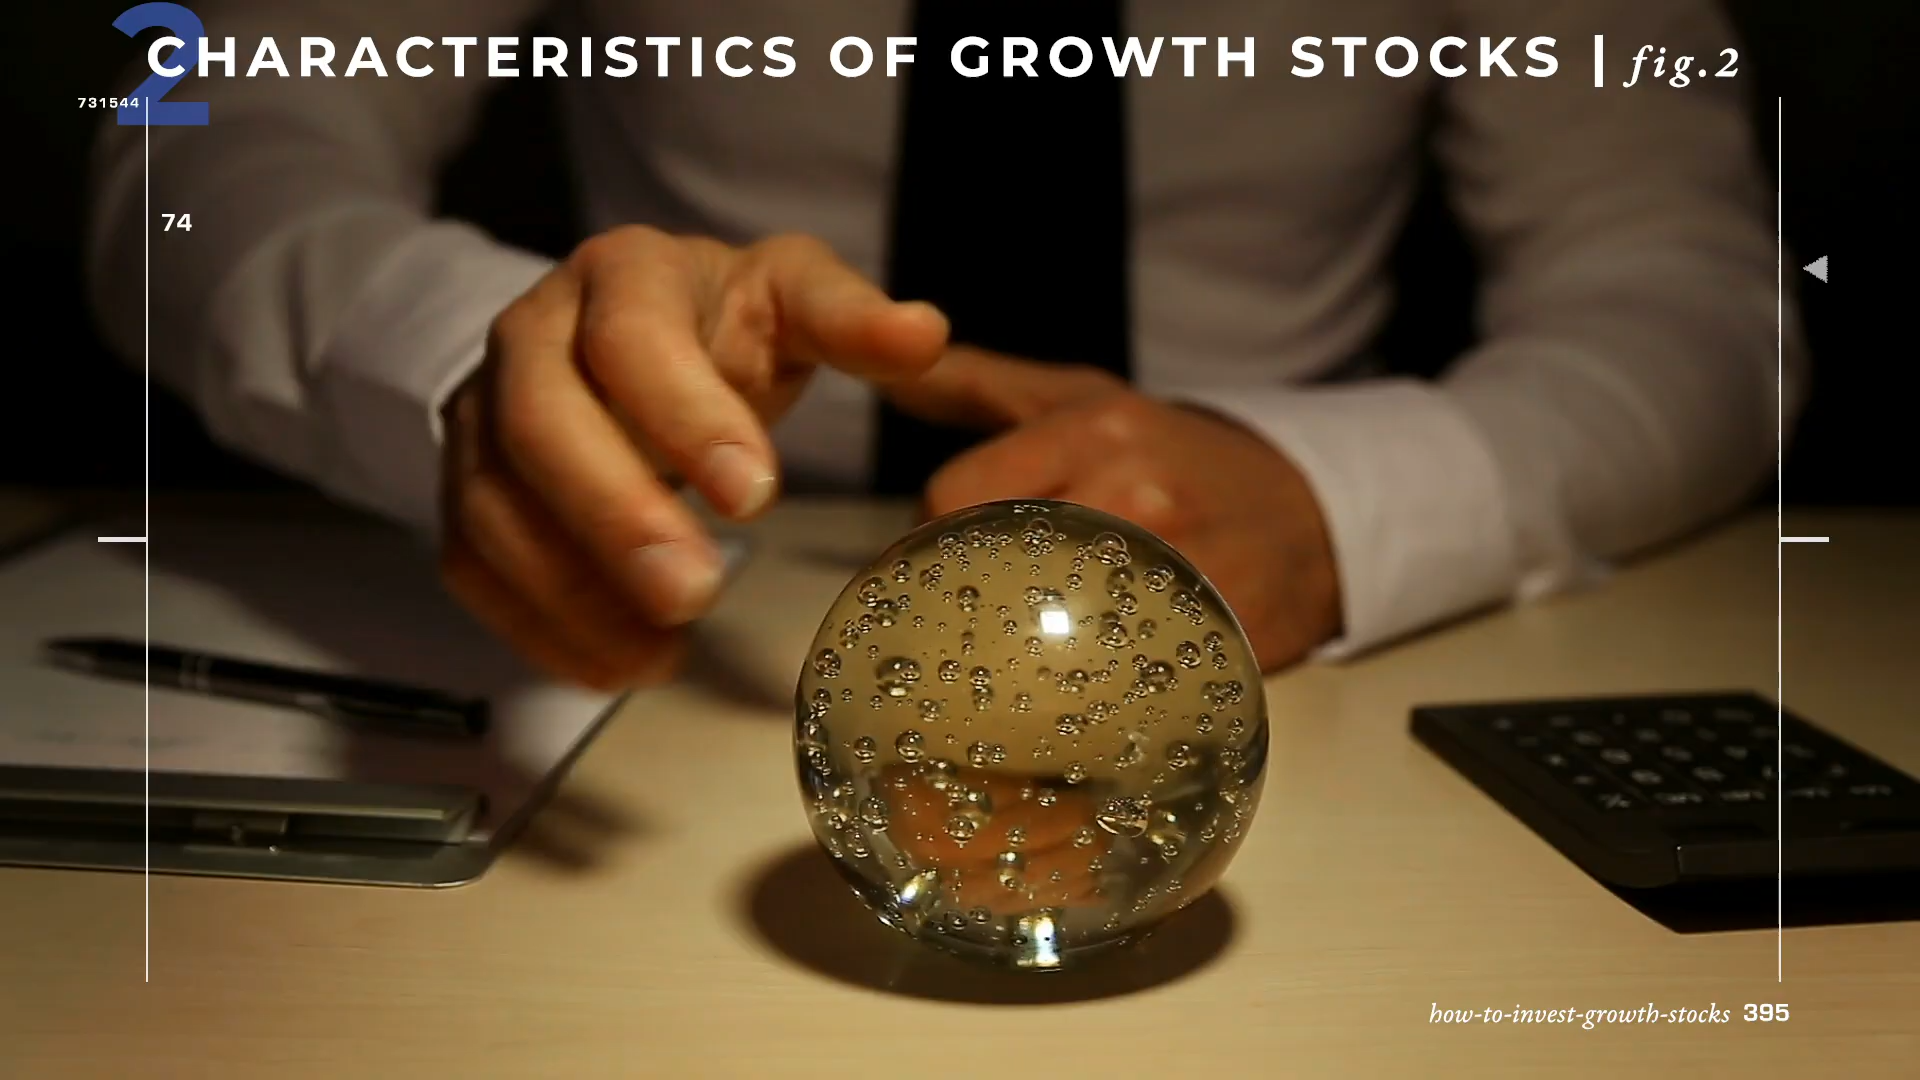 2
CHARACTERISTICS OF GROWTH STOCKS | fig.2
731544
74
how-to-invest-growth-stocks 395